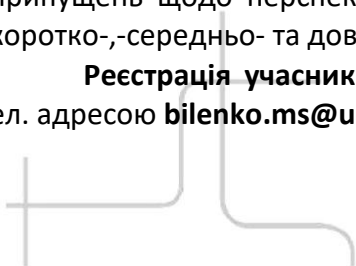 припущень щодо перспек
коротко-,-середньо- та дов
Реєстрація учасник
ел. адресою bilenko.ms@u